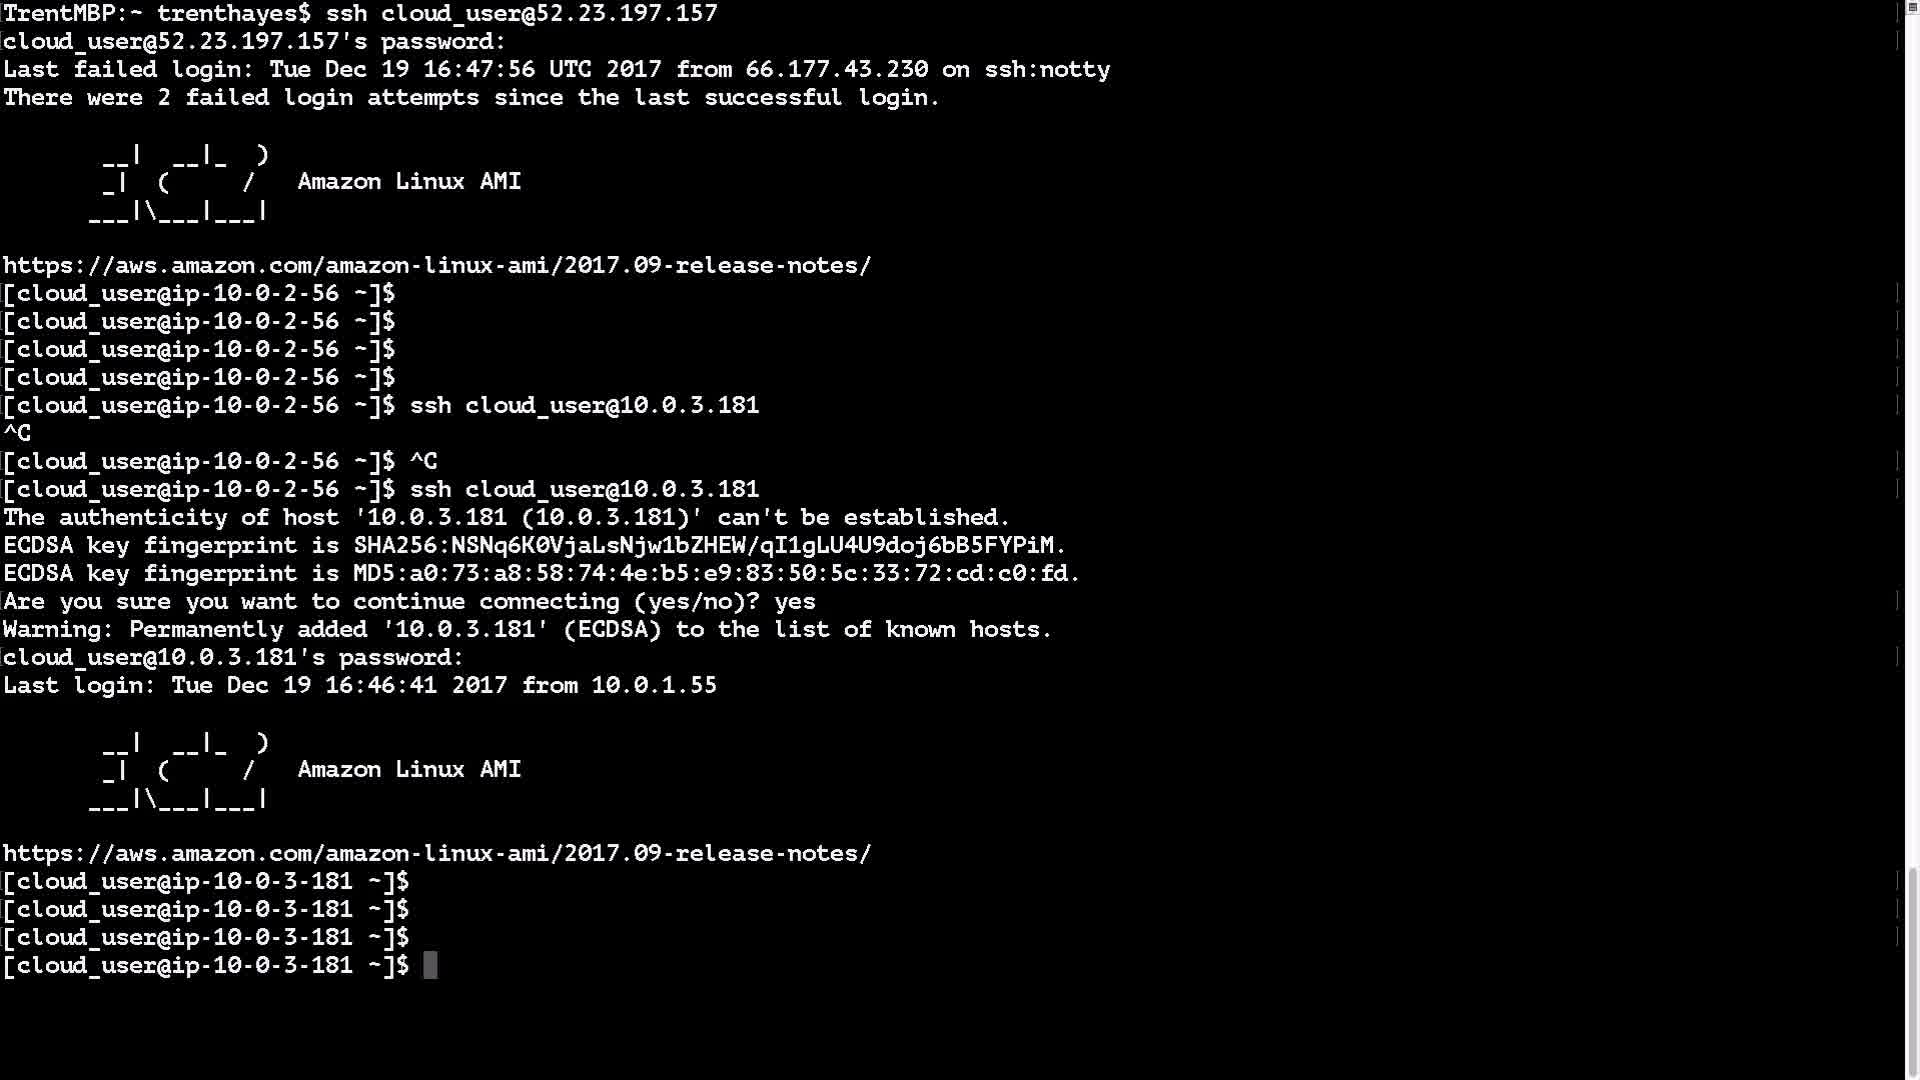 TrentMBP:~ trenthayes$ ssh cloud_user@52.23.197.157
cloud_user@52.23.197.157's password:
Last failed login: Tue Dec 19 16:47:56 UTC 2017 from 66.177.43.230 on ssh:notty
There were 2 failed login attempts since the last successful login.

       __|  __|_  )
       _|  (     /   Amazon Linux AMI
      ___|\___|___|

https://aws.amazon.com/amazon-linux-ami/2017.09-release-notes/
[cloud_user@ip-10-0-2-56 ~]$
[cloud_user@ip-10-0-2-56 ~]$
[cloud_user@ip-10-0-2-56 ~]$
[cloud_user@ip-10-0-2-56 ~]$
[cloud_user@ip-10-0-2-56 ~]$ ssh cloud_user@10.0.3.181
^C
[cloud_user@ip-10-0-2-56 ~]$ ^C
[cloud_user@ip-10-0-2-56 ~]$ ssh cloud_user@10.0.3.181
The authenticity of host '10.0.3.181 (10.0.3.181)' can't be established.
ECDSA key fingerprint is SHA256:NSNq6K0VjaLsNjw1bZHEW/qI1gLU4U9doj6bB5FYPiM.
ECDSA key fingerprint is MD5:a0:73:a8:58:74:4e:b5:e9:83:50:5c:33:72:cd:c0:fd.
Are you sure you want to continue connecting (yes/no)? yes
Warning: Permanently added '10.0.3.181' (ECDSA) to the list of known hosts.
cloud_user@10.0.3.181's password:
Last login: Tue Dec 19 16:46:41 2017 from 10.0.1.55

       __|  __|_  )
       _|  (     /   Amazon Linux AMI
      ___|\___|___|

https://aws.amazon.com/amazon-linux-ami/2017.09-release-notes/
[cloud_user@ip-10-0-3-181 ~]$
[cloud_user@ip-10-0-3-181 ~]$
[cloud_user@ip-10-0-3-181 ~]$
[cloud_user@ip-10-0-3-181 ~]$